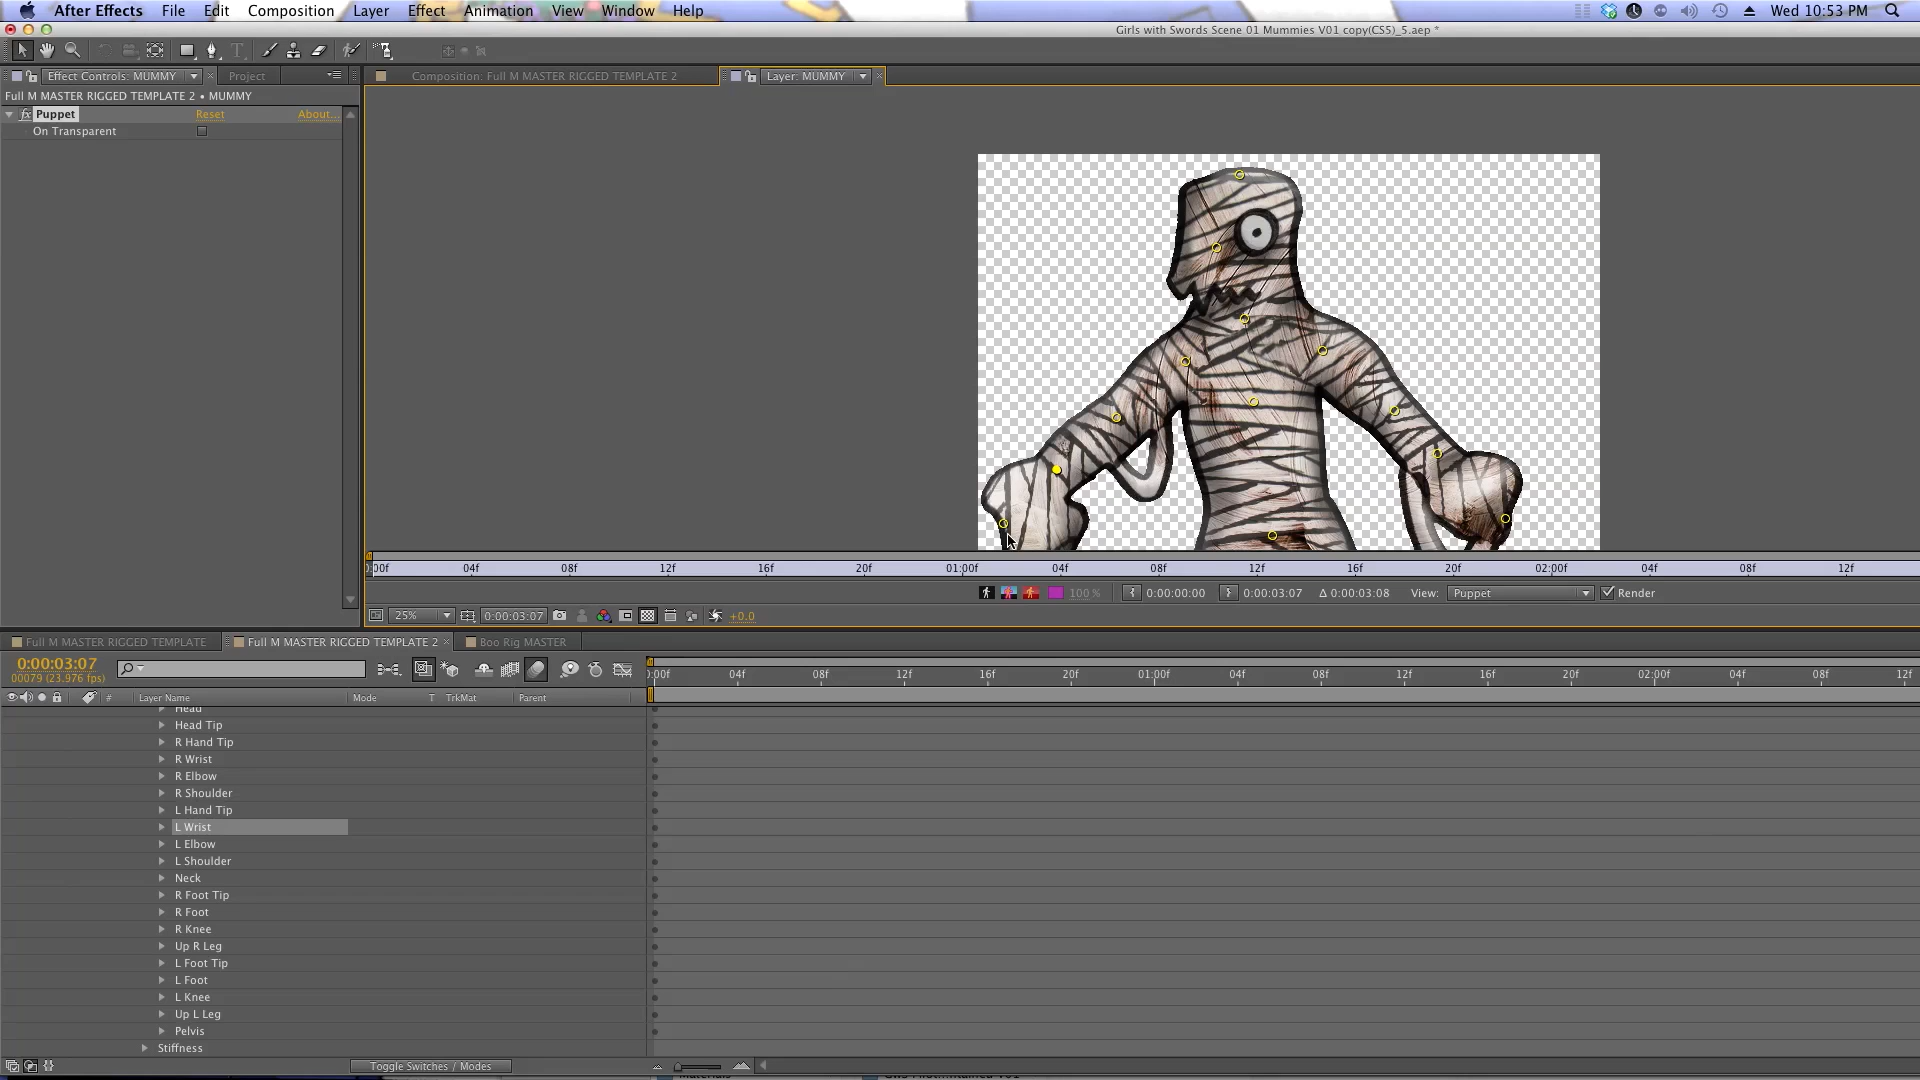 After Effects File Edit Composition Layer Effect Animation View Window Help Wed 10:53 PM
Girls with Swords Scene 01 Mummies V01 copy(CS5)_5.aep *
Effect Controls: MUMMY Project Composition: Full M MASTER RIGGED TEMPLATE 2 Layer: MUMMY
Full M MASTER RIGGED TEMPLATE 2 • MUMMY
fx Puppet Reset About...
On Transparent
:00f 04f 08f 12f 16f 20f 01:00f 04f 08f 12f 16f 20f 02:00f 04f 08f 12f
100 % 0:00:00:00 0:00:03:07 Δ 0:00:03:08 View: Puppet Render
25% 0:00:03:07 +0.0
Full M MASTER RIGGED TEMPLATE Full M MASTER RIGGED TEMPLATE 2 Boo Rig MASTER
0:00:03:07
00079 (23.976 fps)
:00f 04f 08f 12f 16f 20f 01:00f 04f 08f 12f 16f 20f 02:00f 04f 08f 12f
# Layer Name Mode T TrkMat Parent
Head
Head Tip
R Hand Tip
R Wrist
R Elbow
R Shoulder
L Hand Tip
L Wrist
L Elbow
L Shoulder
Neck
R Foot Tip
R Foot
R Knee
Up R Leg
L Foot Tip
L Foot
L Knee
Up L Leg
Pelvis
Stiffness
Toggle Switches / Modes